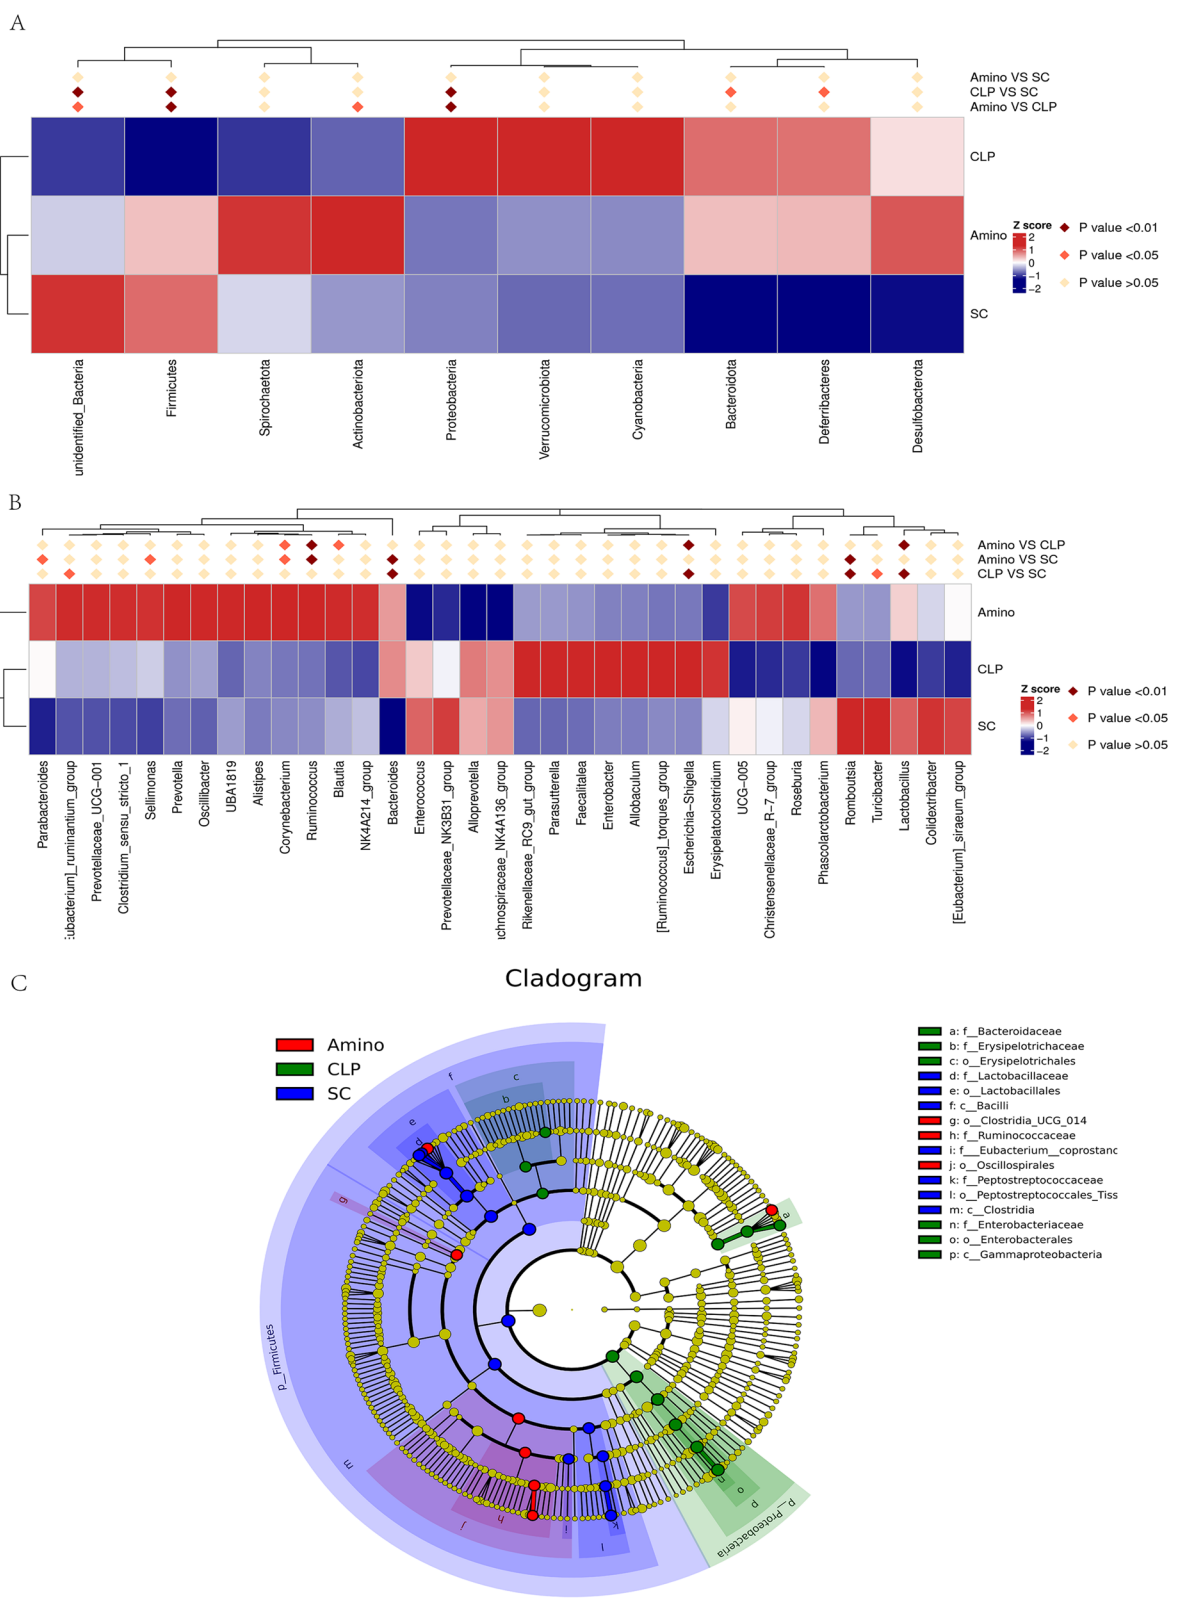 A
Amino VS SC
CLP VS SC
Amino VS CLP
CLP
Amino
SC
Z score
2
1
0
−1
−2
P value <0.01
P value <0.05
P value >0.05
unidentified_Bacteria
Firmicutes
Spirochaetota
Actinobacteriota
Proteobacteria
Verrucomicrobiota
Cyanobacteria
Bacteroidota
Deferribacteres
Desulfobacterota
B
Amino VS CLP
Amino VS SC
CLP VS SC
Amino
CLP
SC
Z score
2
1
0
−1
−2
P value <0.01
P value <0.05
P value >0.05
Parabacteroides
Eubacterium]_ruminantium_group
Prevotellaceae_UCG−001
Clostridium_sensu_stricto_1
Sellimonas
Prevotella
Oscillibacter
UBA1819
Alistipes
Corynebacterium
Ruminococcus
Blautia
NK4A214_group
Bacteroides
Enterococcus
Prevotellaceae_NK3B31_group
Alloprevotella
achnospiraceae_NK4A136_group
Rikenellaceae_RC9_gut_group
Parasutterella
Faecalitalea
Enterobacter
Allobaculum
[Ruminococcus]_torques_group
Escherichia−Shigella
Erysipelatoclostridium
UCG−005
Christensenellaceae_R−7_group
Roseburia
Phascolarctobacterium
Romboutsia
Turicibacter
Lactobacillus
Colidextribacter
[Eubacterium]_siraeum_group
C
Cladogram
Amino
CLP
SC
a: f__Bacteroidaceae
b: f__Erysipelotrichaceae
c: o__Erysipelotrichales
d: f__Lactobacillaceae
e: o__Lactobacillales
f: c__Bacilli
g: o__Clostridia_UCG_014
h: f__Ruminococcaceae
i: f___Eubacterium__coprostanc
j: o__Oscillospirales
k: f__Peptostreptococcaceae
l: o__Peptostreptococcales_Tiss
m: c__Clostridia
n: f__Enterobacteriaceae
o: o__Enterobacterales
p: c__Gammaproteobacteria
f
c
b
e
d
g
a
p__Firmicutes
m
j
h
i
l
k
n
o
p
p__Proteobacteria